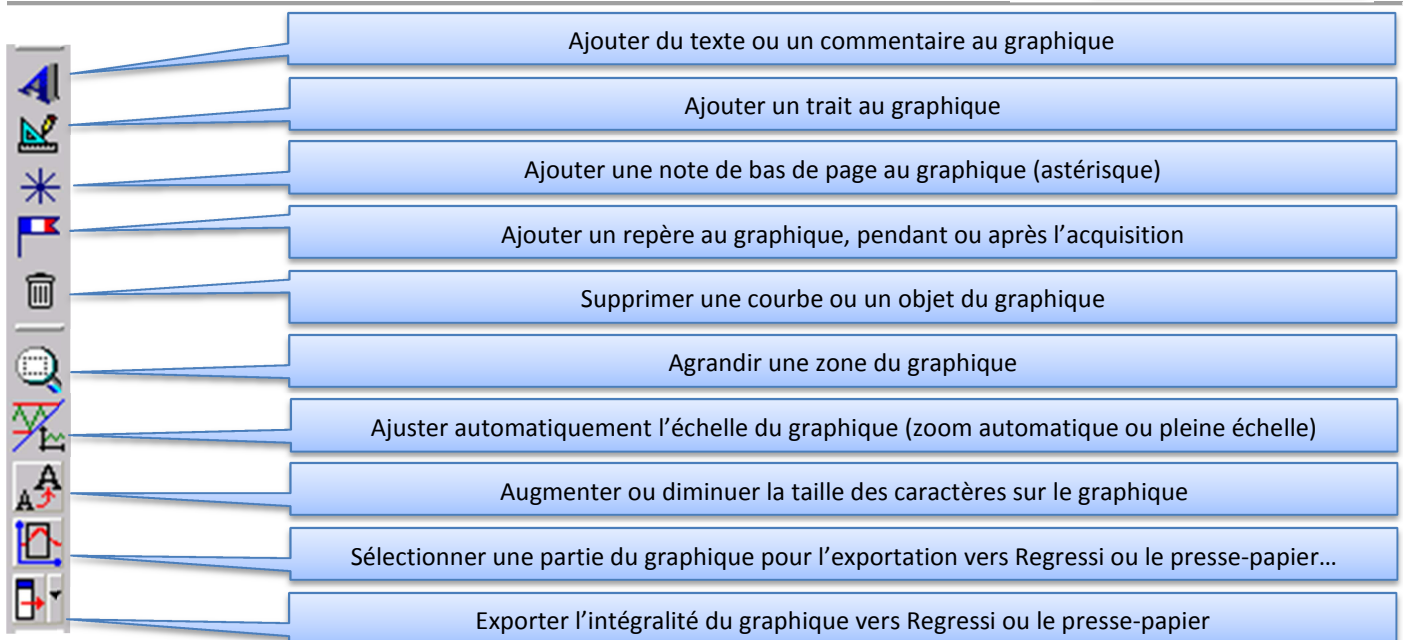 Ajouter du texte ou un commentaire au graphique
Ajouter un trait au graphique
Ajouter une note de bas de page au graphique (astérisque)
Ajouter un repère au graphique, pendant ou après l’acquisition
Supprimer une courbe ou un objet du graphique
Agrandir une zone du graphique
Ajuster automatiquement l’échelle du graphique (zoom automatique ou pleine échelle)
Augmenter ou diminuer la taille des caractères sur le graphique
Sélectionner une partie du graphique pour l’exportation vers Regressi ou le presse-papier…
Exporter l’intégralité du graphique vers Regressi ou le presse-papier